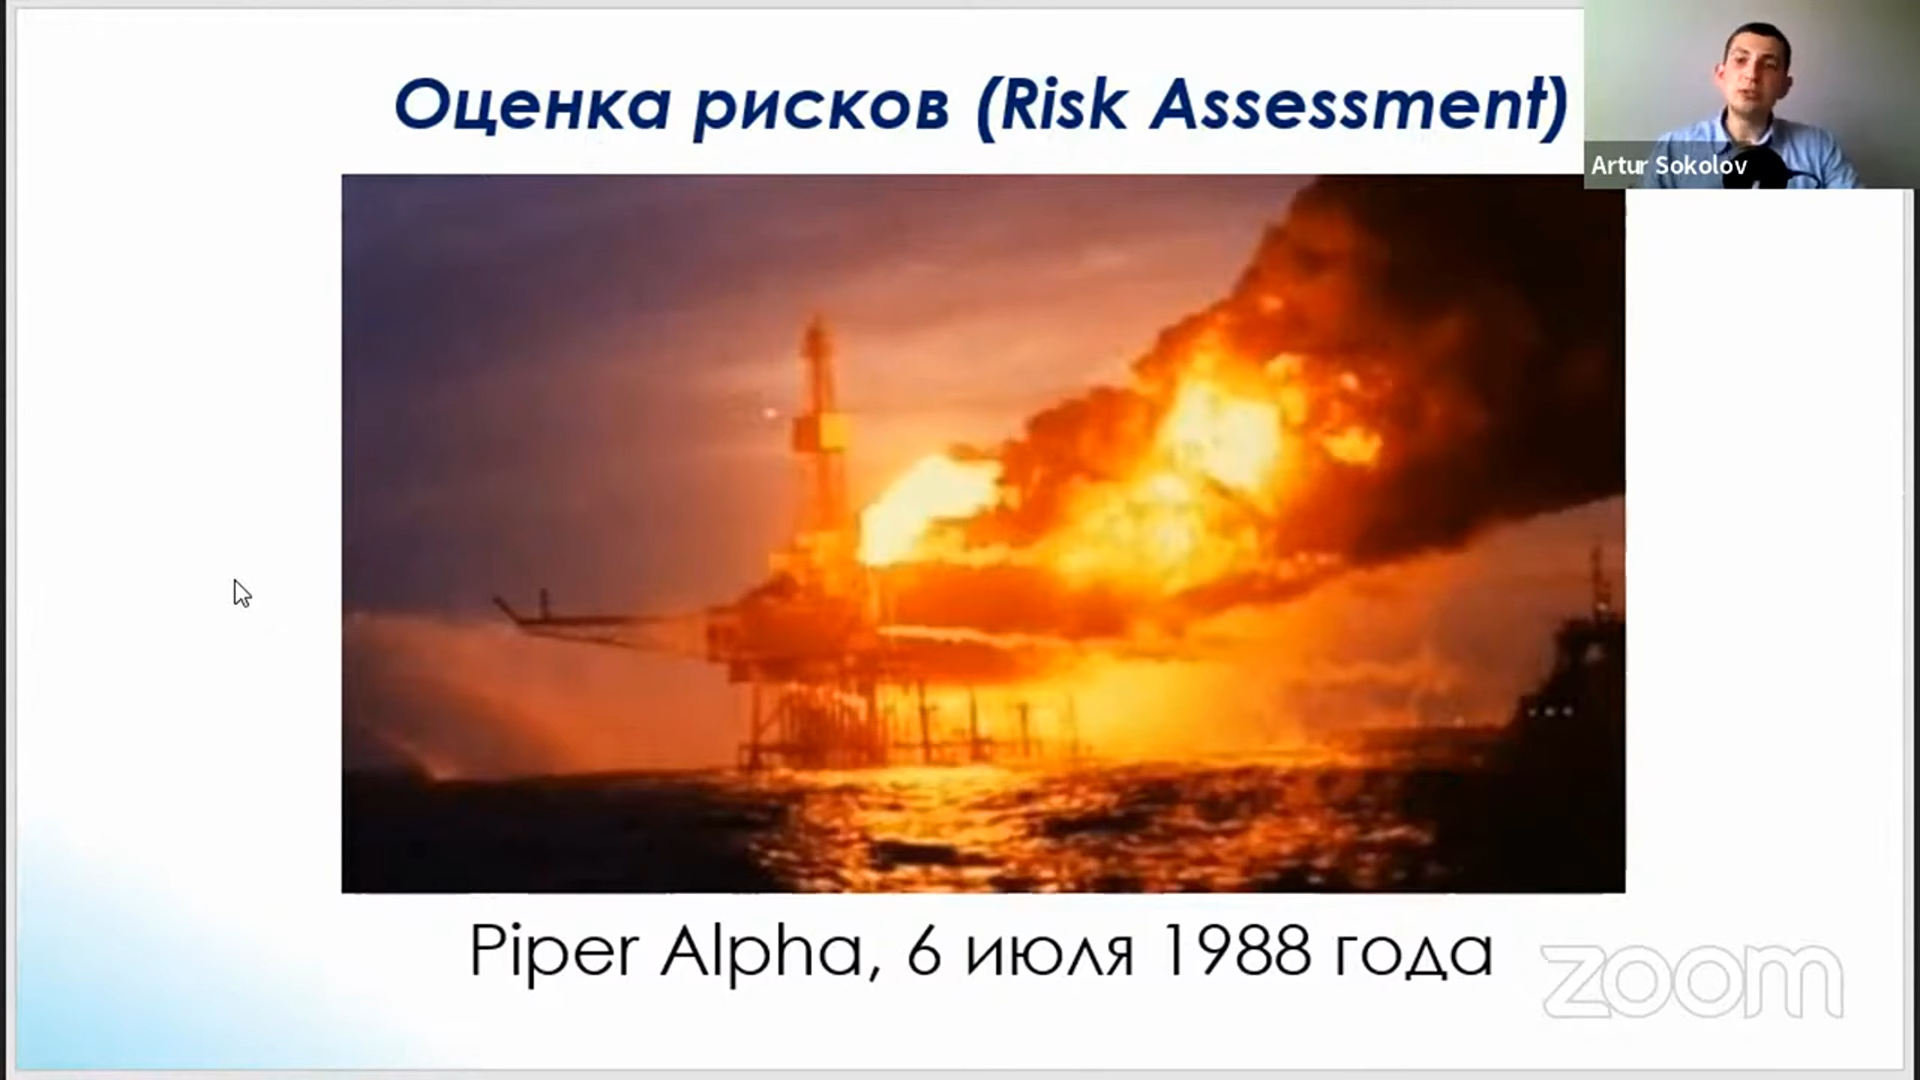 Оценка рисков (Risk Assessment)
Artur Sokolov
Piper Alpha, 6 июля 1988 года
zoom